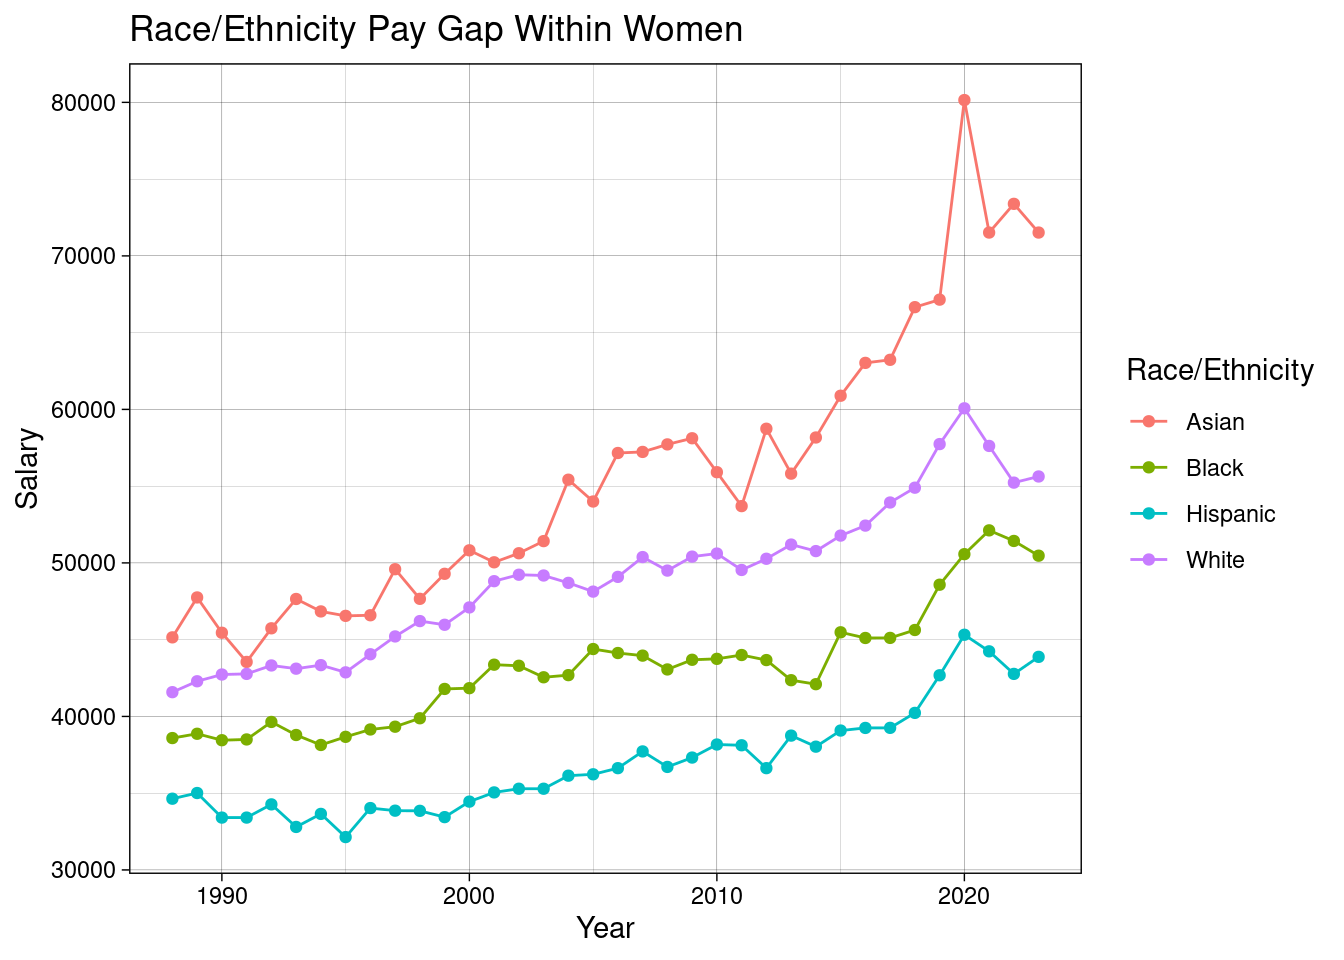 Race/Ethnicity Pay Gap Within Women
80000
70000
60000
50000
40000
30000
Salary
1990 2000 2010 2020
Year
Race/Ethnicity
Asian
Black
Hispanic
White